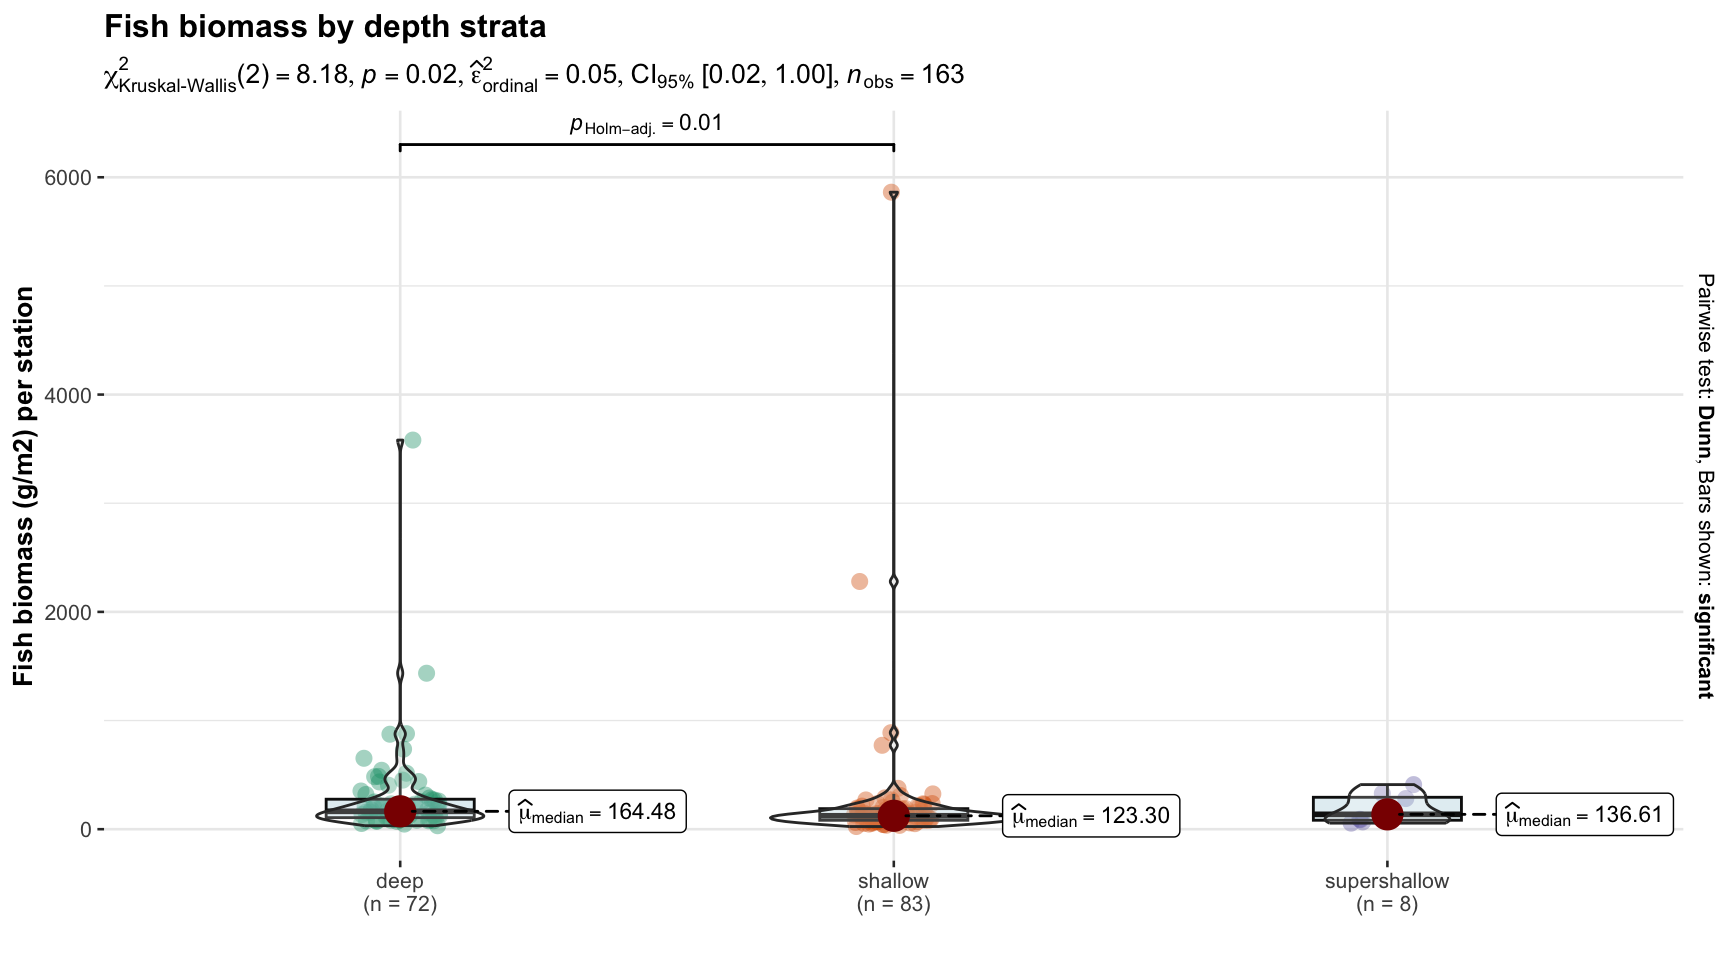 Fish biomass by depth strata
χ²Kruskal-Wallis(2) = 8.18, p = 0.02, ε̂²ordinal = 0.05, CI95% [0.02, 1.00], nobs = 163
pHolm−adj. = 0.01
6000
4000
2000
0
Fish biomass (g/m2) per station
μ̂median = 164.48
μ̂median = 123.30
μ̂median = 136.61
deep
(n = 72)
shallow
(n = 83)
supershallow
(n = 8)
Pairwise test: Dunn, Bars shown: significant